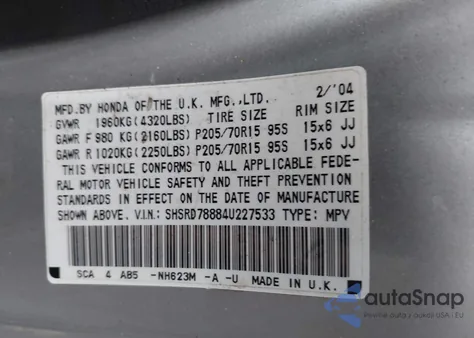 MFD.BY HONDA OF THE U.K. MFG.,LTD. 2/'04
GVWR 1960KG(4320LBS) TIRE SIZE RIM SIZE
GAWR F 980 KG(2160LBS) P205/70R15 95S 15x6 JJ
GAWR R 1020KG(2250LBS) P205/70R15 95S 15x6 JJ
THIS VEHICLE CONFORMS TO ALL APPLICABLE FEDE-
RAL MOTOR VEHICLE SAFETY AND THEFT PREVENTION
STANDARDS IN EFFECT ON THE DATE OF MANUFACTURE
SHOWN ABOVE. V.I.N: SHSRD78884U227533 TYPE: MPV
SCA 4 AB5 -NH623M -A -U MADE IN U.K.
autaSnap